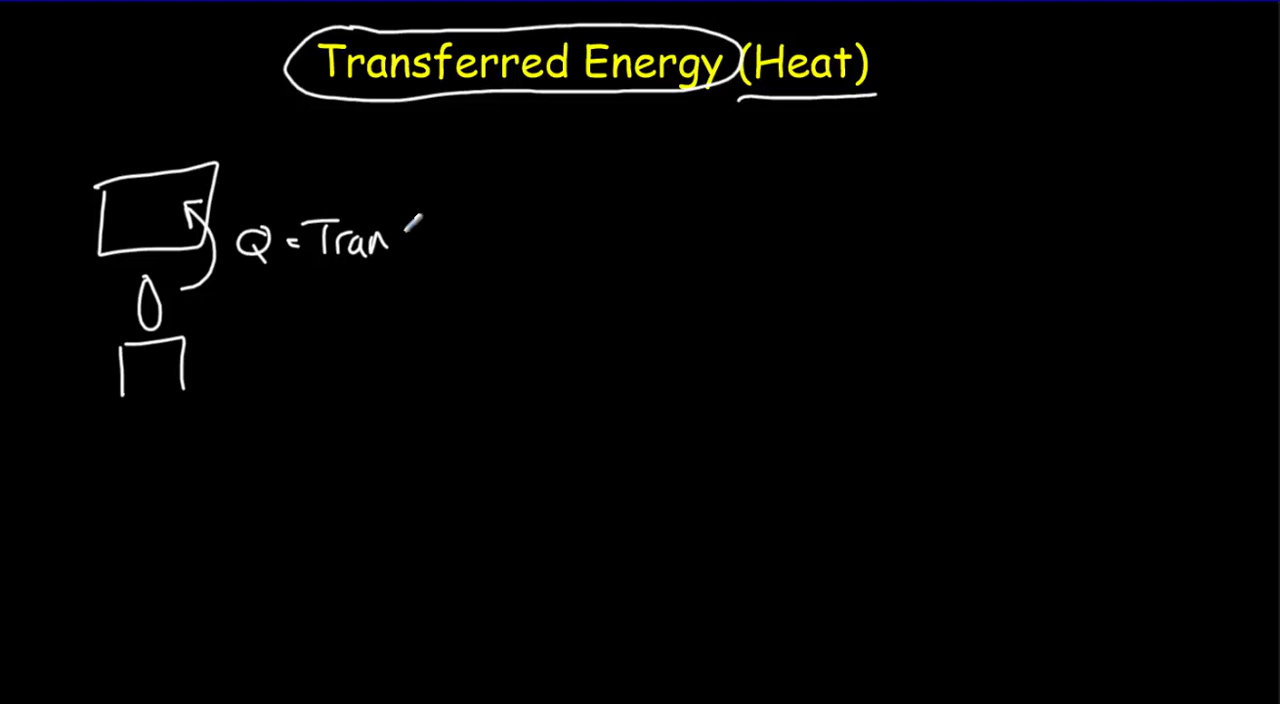 Transferred Energy (Heat)
Q = Tran